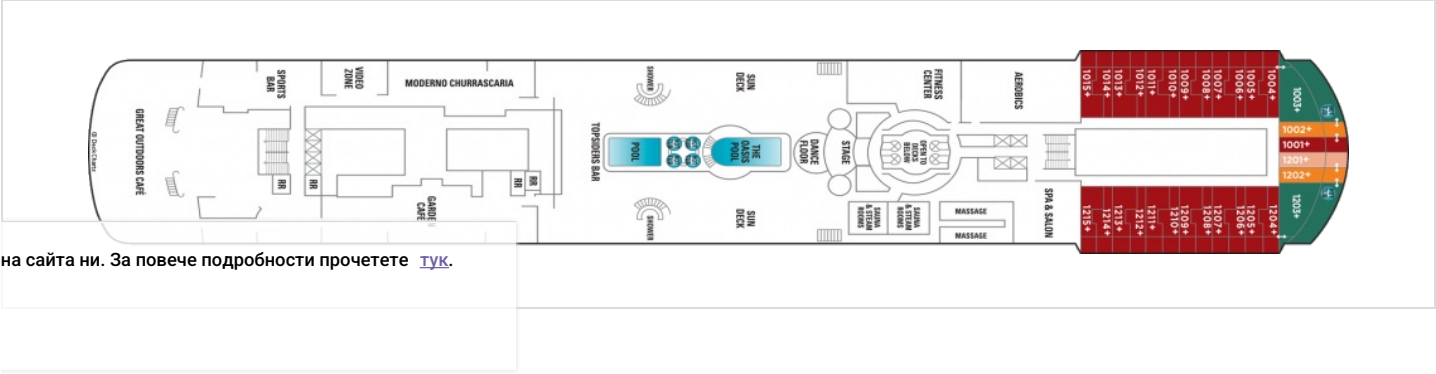 © DeckCharts
GREAT OUTDOORS CAFÉ
SPORTS
BAR
VIDEO
ZONE
MODERNO CHURRASCARIA
RR
RR
RR
RR
TOPSIDERS BAR
SHOWER
SHOWER
POOL
THE
OASIS
POOL
SUN
DECK
SUN
DECK
DANCE
FLOOR
STAGE
OPEN TO
DECKS
BELOW
FITNESS
CENTER
AEROBICS
SAUNA
& STEAM
ROOMS
SAUNA
& STEAM
ROOMS
MASSAGE
MASSAGE
SPA & SALON
1015+
1014+
1013+
1012+
1011+
1010+
1009+
1008+
1007+
1006+
1005+
1004+
1003+
1002+
1001+
1201+
1202+
1203+
1215+
1214+
1213+
1212+
1211+
1210+
1209+
1208+
1207+
1206+
1205+
1204+
на сайта ни. За повече подробности прочетете тук.